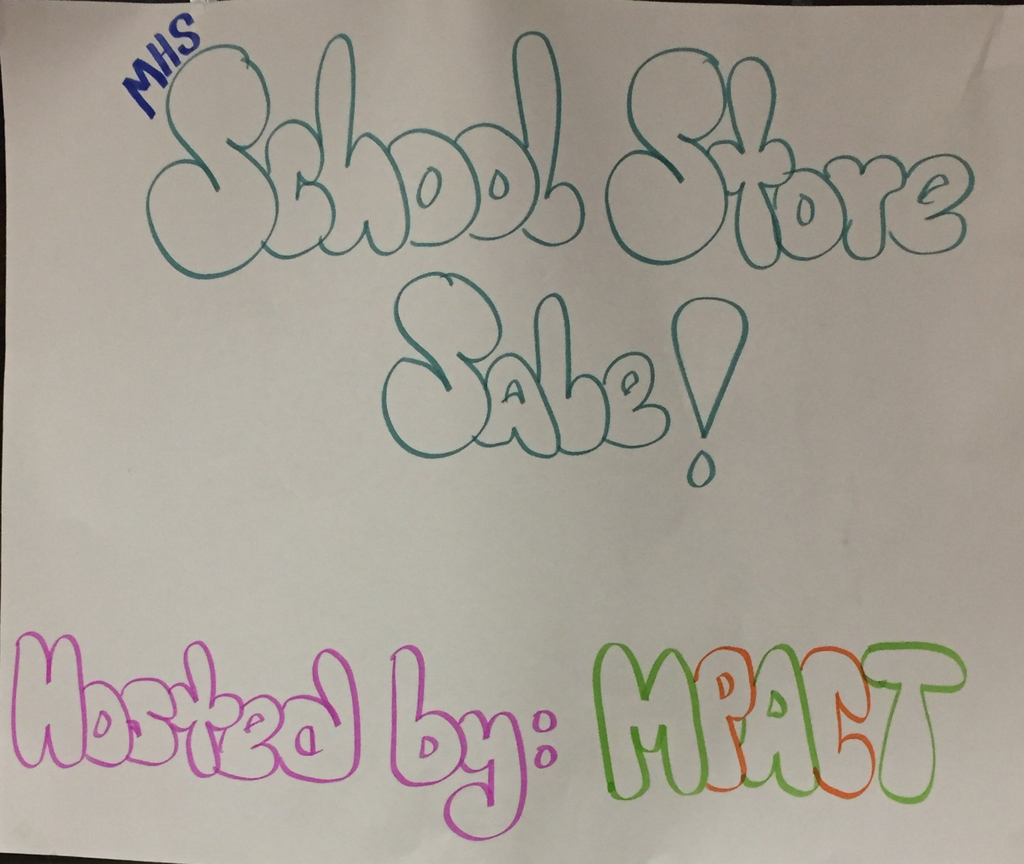 MHS
School Store
Sale!
Hosted by: MPACT